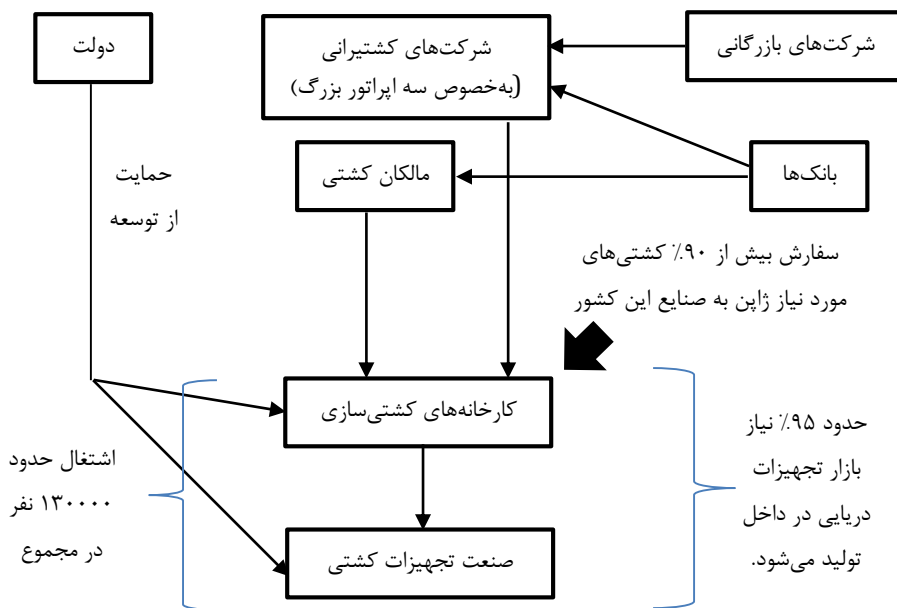 دولت
شرکت‌های کشتیرانی
(به‌خصوص سه اپراتور بزرگ)
شرکت‌های بازرگانی
حمایت
از توسعه
مالکان کشتی
بانک‌ها
سفارش بیش از ۹۰٪ کشتی‌های
مورد نیاز ژاپن به صنایع این کشور
کارخانه‌های کشتی‌سازی
حدود ۹۵٪ نیاز
بازار تجهیزات
دریایی در داخل
تولید می‌شود.
اشتغال حدود
۱۳۰۰۰۰ نفر
در مجموع
صنعت تجهیزات کشتی